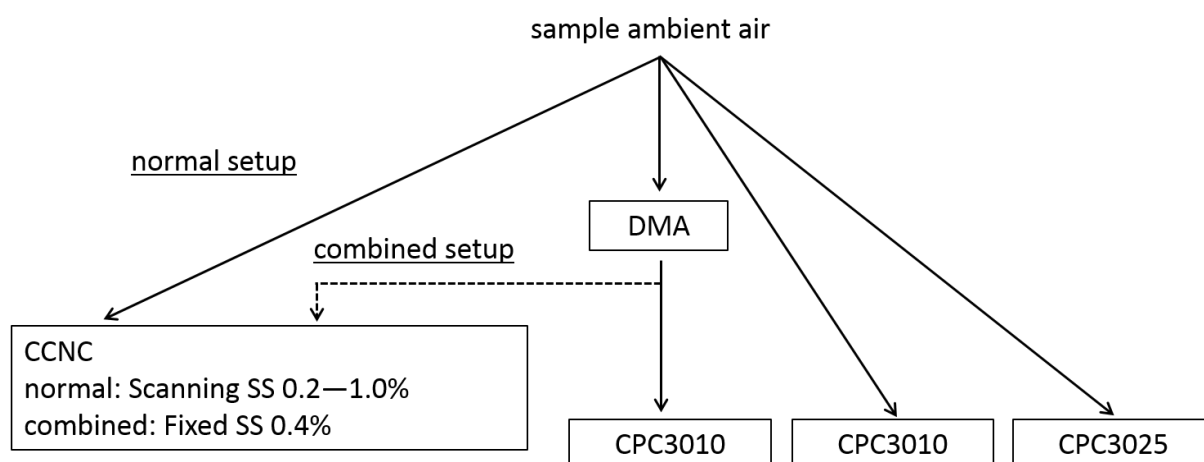 sample ambient air
normal setup
DMA
combined setup
CCNC
normal: Scanning SS 0.2—1.0%
combined: Fixed SS 0.4%
CPC3010
CPC3010
CPC3025